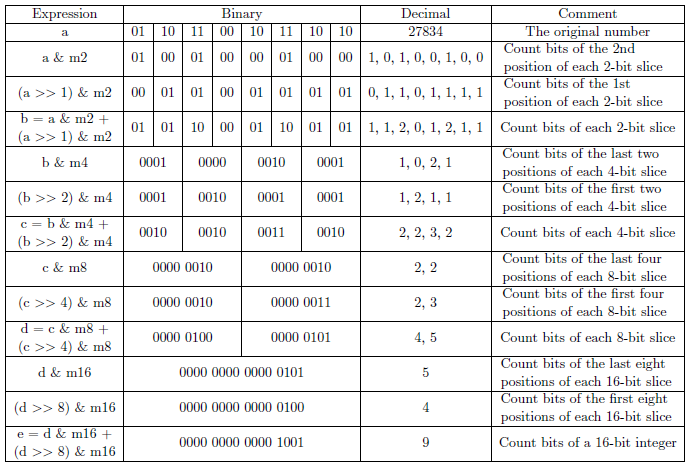 Expression Binary Decimal Comment
a 01 10 11 00 10 11 10 10 27834 The original number
a & m2 01 00 01 00 00 01 00 00 1, 0, 1, 0, 0, 1, 0, 0 Count bits of the 2nd
position of each 2-bit slice
(a >> 1) & m2 00 01 01 00 01 01 01 01 0, 1, 1, 0, 1, 1, 1, 1 Count bits of the 1st
position of each 2-bit slice
b = a & m2 +
(a >> 1) & m2 01 01 10 00 01 10 01 01 1, 1, 2, 0, 1, 2, 1, 1 Count bits of each 2-bit slice
b & m4 0001 0000 0010 0001 1, 0, 2, 1 Count bits of the last two
positions of each 4-bit slice
(b >> 2) & m4 0001 0010 0001 0001 1, 2, 1, 1 Count bits of the first two
positions of each 4-bit slice
c = b & m4 +
(b >> 2) & m4 0010 0010 0011 0010 2, 2, 3, 2 Count bits of each 4-bit slice
c & m8 0000 0010 0000 0010 2, 2 Count bits of the last four
positions of each 8-bit slice
(c >> 4) & m8 0000 0010 0000 0011 2, 3 Count bits of the first four
positions of each 8-bit slice
d = c & m8 +
(c >> 4) & m8 0000 0100 0000 0101 4, 5 Count bits of each 8-bit slice
d & m16 0000 0000 0000 0101 5 Count bits of the last eight
positions of each 16-bit slice
(d >> 8) & m16 0000 0000 0000 0100 4 Count bits of the first eight
positions of each 16-bit slice
e = d & m16 +
(d >> 8) & m16 0000 0000 0000 1001 9 Count bits of a 16-bit integer